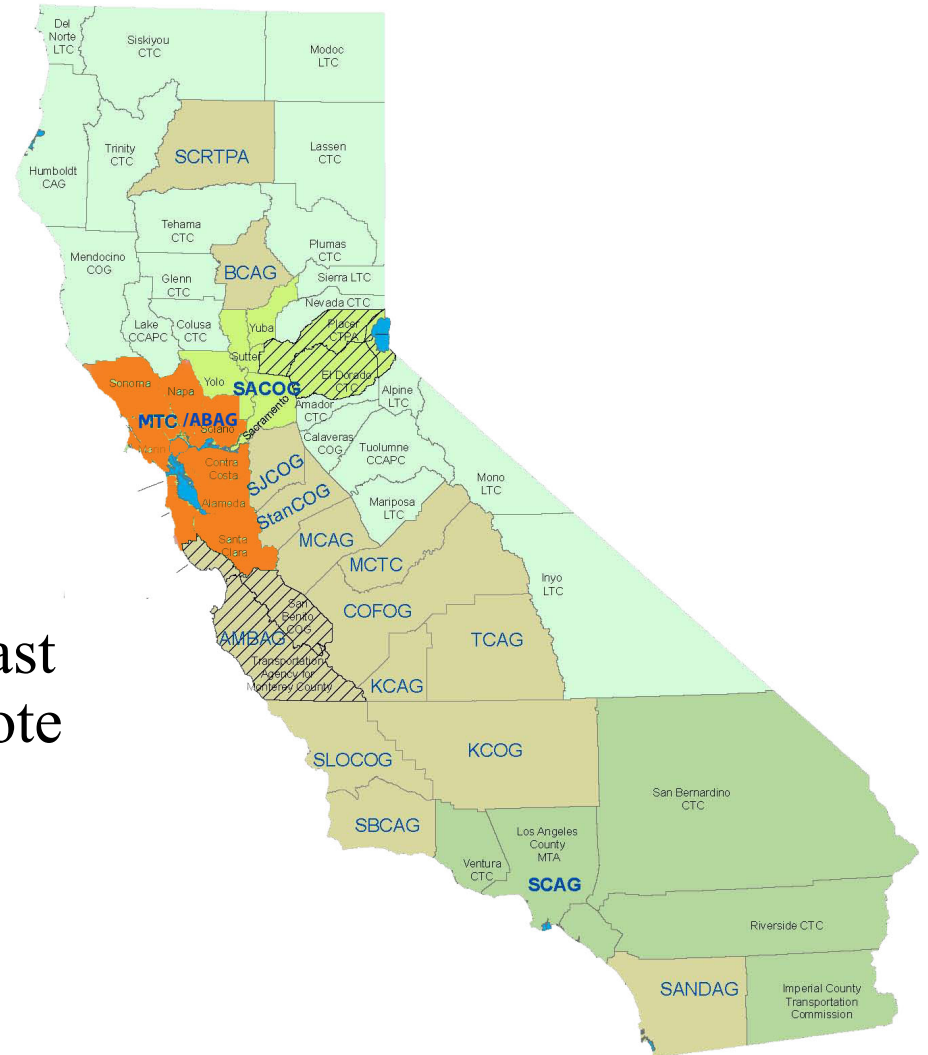 Del
Norte
LTC
Siskiyou
CTC
Modoc
LTC
Humboldt
CAG
Trinity
CTC
SCRTPA
Lassen
CTC
Tehama
CTC
Plumas
CTC
Mendocino
COG
Glenn
CTC
BCAG
Sierra LTC
Nevada CTC
Lake
CCAPC
Colusa
CTC
Yuba
Sutter
Placer
CTPA
Sonoma
Napa
Yolo
SACOG
El Dorado
CTC
Alpine
LTC
MTC /ABAG
Solano
Sacramento
Amador
CTC
Marin
Calaveras
COG
Tuolumne
CCAPC
Contra
Costa
SJCOG
Mono
LTC
Alameda
StanCOG
Mariposa
LTC
Santa
Clara
MCAG
MCTC
Inyo
LTC
San
Benito
COG
COFOG
AMBAG
TCAG
Transportation
Agency for
Monterey County
KCAG
ast
ote
SLOCOG
KCOG
San Bernardino
CTC
SBCAG
Los Angeles
County
MTA
Ventura
CTC
SCAG
Riverside CTC
SANDAG
Imperial County
Transportation
Commission